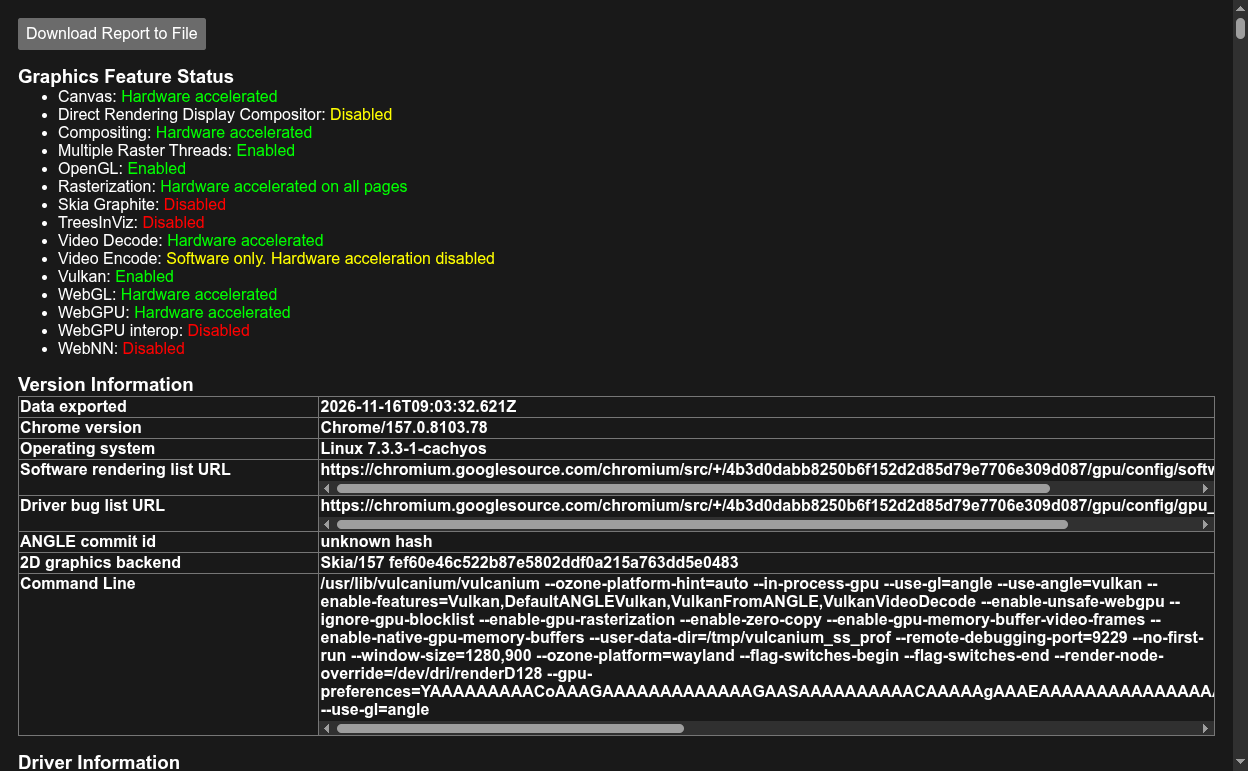 Download Report to File
Graphics Feature Status
Canvas: Hardware accelerated
Direct Rendering Display Compositor: Disabled
Compositing: Hardware accelerated
Multiple Raster Threads: Enabled
OpenGL: Enabled
Rasterization: Hardware accelerated on all pages
Skia Graphite: Disabled
TreesInViz: Disabled
Video Decode: Hardware accelerated
Video Encode: Software only. Hardware acceleration disabled
Vulkan: Enabled
WebGL: Hardware accelerated
WebGPU: Hardware accelerated
WebGPU interop: Disabled
WebNN: Disabled
Version Information
Data exported 2026-11-16T09:03:32.621Z
Chrome version Chrome/157.0.8103.78
Operating system Linux 7.3.3-1-cachyos
Software rendering list URL https://chromium.googlesource.com/chromium/src/+/4b3d0dabb8250b6f152d2d85d79e7706e309d087/gpu/config/softw
Driver bug list URL https://chromium.googlesource.com/chromium/src/+/4b3d0dabb8250b6f152d2d85d79e7706e309d087/gpu/config/gpu_
ANGLE commit id unknown hash
2D graphics backend Skia/157 fef60e46c522b87e5802ddf0a215a763dd5e0483
Command Line /usr/lib/vulcanium/vulcanium --ozone-platform-hint=auto --in-process-gpu --use-gl=angle --use-angle=vulkan --
enable-features=Vulkan,DefaultANGLEVulkan,VulkanFromANGLE,VulkanVideoDecode --enable-unsafe-webgpu --
ignore-gpu-blocklist --enable-gpu-rasterization --enable-zero-copy --enable-gpu-memory-buffer-video-frames --
enable-native-gpu-memory-buffers --user-data-dir=/tmp/vulcanium_ss_prof --remote-debugging-port=9229 --no-first-
run --window-size=1280,900 --ozone-platform=wayland --flag-switches-begin --flag-switches-end --render-node-
override=/dev/dri/renderD128 --gpu-
preferences=YAAAAAAAAACoAAAGAAAAAAAAAAAAAGAASAAAAAAAAAACAAAAAgAAAEAAAAAAAAAAAAAAA
--use-gl=angle
Driver Information